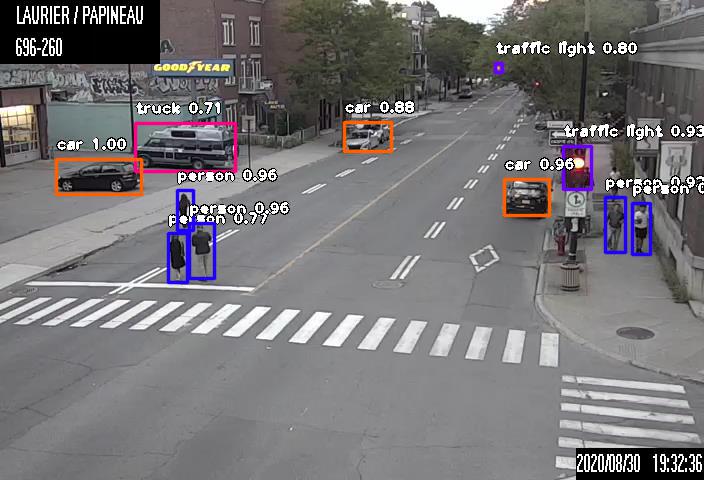 LAURIER / PAPINEAU
696-260
traffic light 0.80
GOODYEAR
truck 0.71
car 0.88
traffic light 0.93
car 1.00
car 0.96
person 0.96
person
person 0.96
person 0.77
2020/08/30 19:32:36